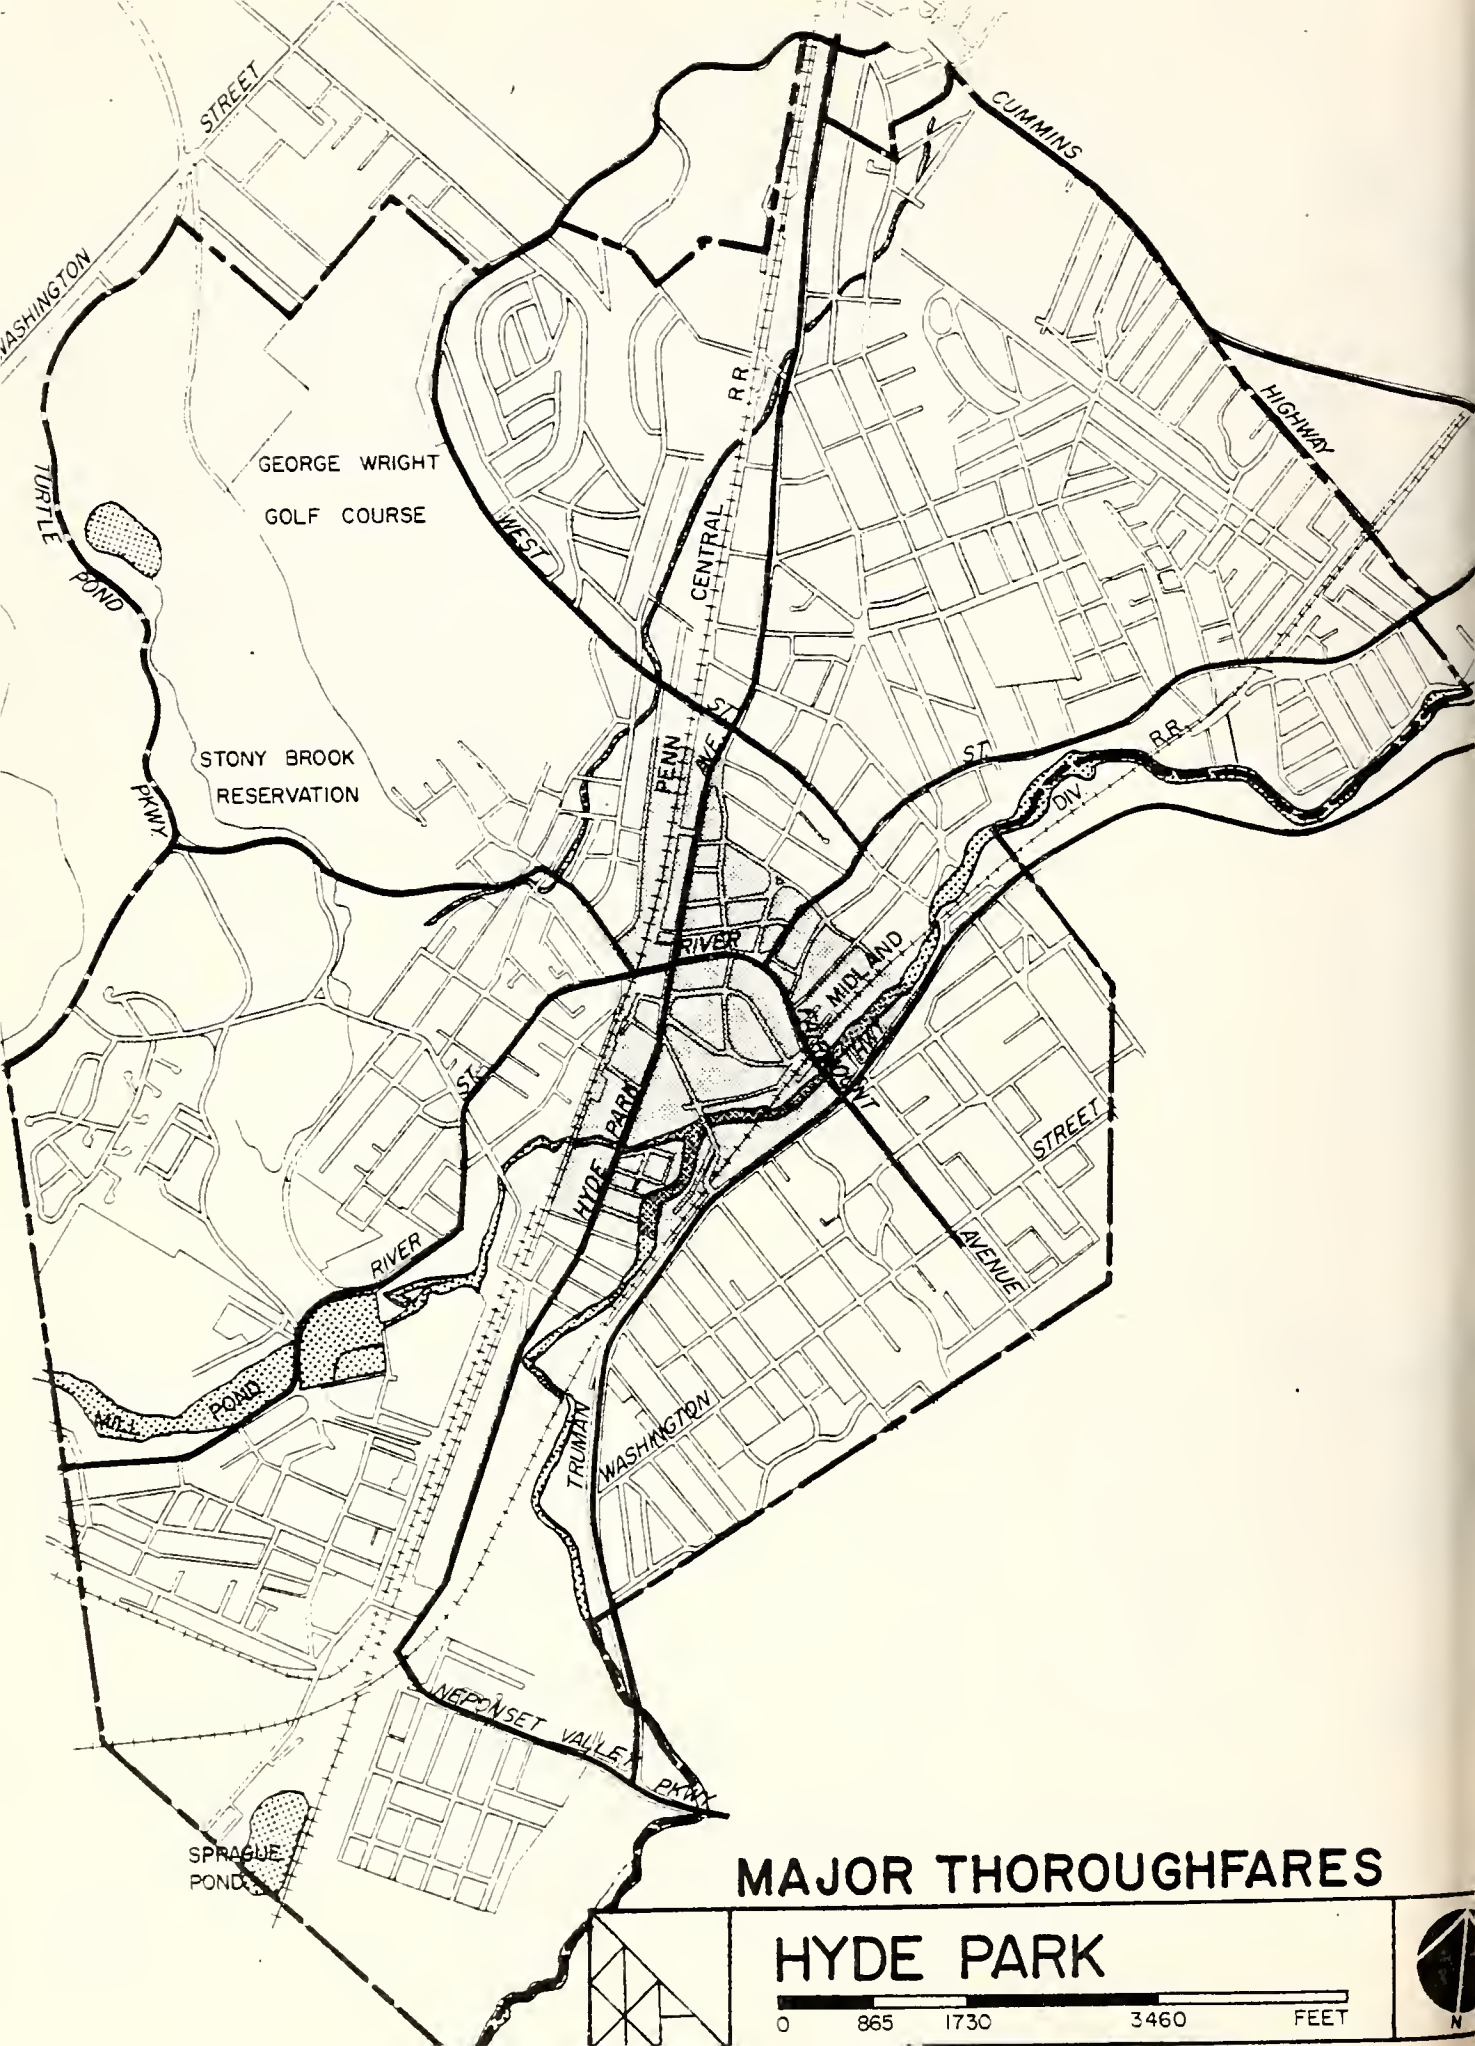 STREET
CUMMINS
WASHINGTON
RR
HIGHWAY
GEORGE WRIGHT
GOLF COURSE
TURTLE
WEST
CENTRAL
POND
ST.
PENN
AVE.
ST.
R.R.
STONY BROOK
RESERVATION
PKWY
DIV.
RIVER
MIDLAND
ST.
HYDE PARK
STREET
RIVER
AVENUE
MILL POND
TRUMAN
WASHINGTON
NEPONSET VALLEY
PKWY
SPRAGUE
POND
MAJOR THOROUGHFARES
HYDE PARK
0 865 1730 3460 FEET
N